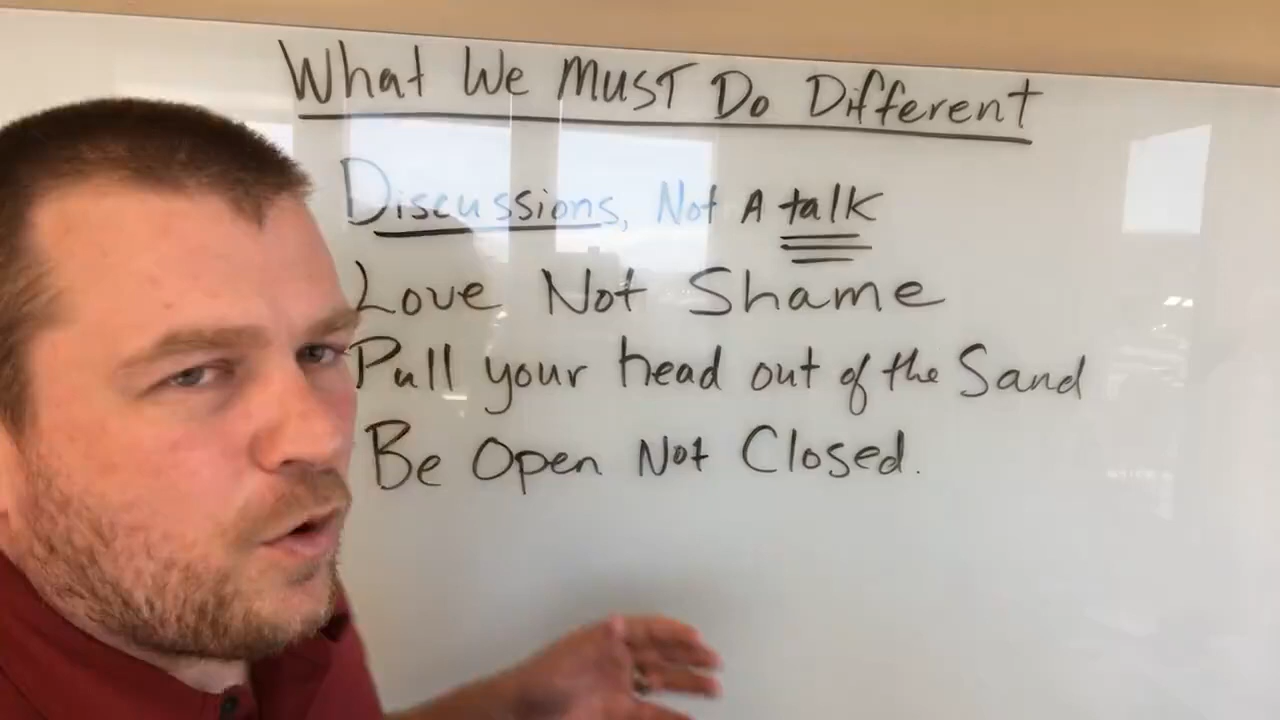 What We MUST Do Different
Discussions, Not A talk
Love Not Shame
Pull your head out of the Sand
Be Open Not Closed.